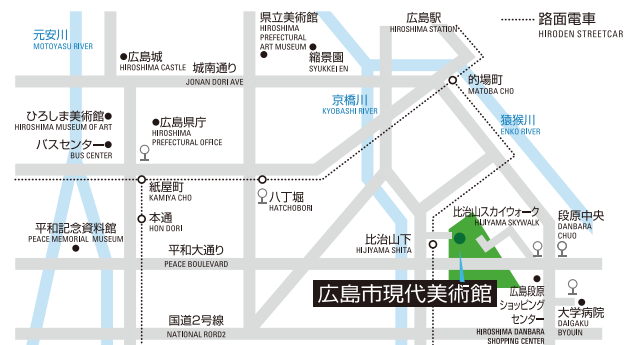 元安川
MOTOYASU RIVER
広島城
HIROSHIMA CASTLE
城南通り
JONAN DORI AVE
県立美術館
HIROSHIMA
PREFECTURAL
ART MUSEUM
縮景園
SYUKKEI EN
広島駅
HIROSHIMA STATION
路面電車
HIRODEN STREETCAR
的場町
MATOBA CHO
京橋川
KYOBASHI RIVER
猿猴川
ENKO RIVER
ひろしま美術館
HIROSHIMA MUSEUM OF ART
バスセンター
BUS CENTER
広島県庁
HIROSHIMA
PREFECTURAL OFFICE
紙屋町
KAMIYA CHO
八丁堀
HATCHOBORI
本通
HON DORI
平和記念資料館
PEACE MEMORIAL MUSEUM
平和大通り
PEACE BOULEVARD
比治山スカイウォーク
HIJIYAMA SKYWALK
段原中央
DANBARA
CHUO
比治山下
HIJIYAMA SHITA
広島市現代美術館
広島段原
ショッピング
センター
HIROSHIMA DANBARA
SHOPPING CENTER
大学病院
DAIGAKU
BYOUIN
国道2号線
NATIONAL RORD2